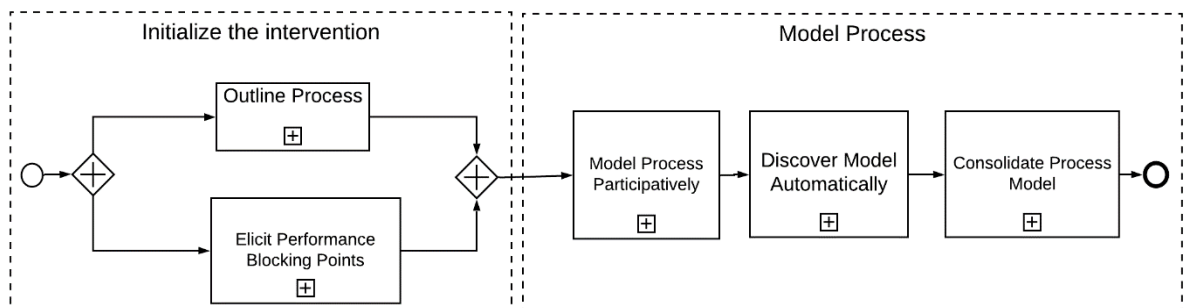 Initialize the intervention
Outline Process
Elicit Performance
Blocking Points
Model Process
Model Process
Participatively
Discover Model
Automatically
Consolidate Process
Model